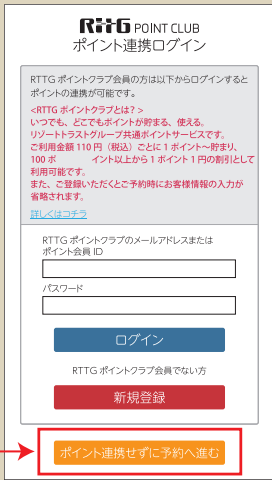 RTTG POINT CLUB
ポイント連携ログイン
RTTG ポイントクラブ会員の方は以下からログインすると
ポイントの連携が可能です。
<RTTG ポイントクラブとは？>
いつでも、どこでもポイントが貯まる、使える。
リゾートトラストグループ共通ポイントサービスです。
ご利用金額 110 円（税込）ごとに 1 ポイント〜貯まり、
100 ポ イント以上から 1 ポイント 1 円の割引として
利用可能です。
また、ご登録いただくとご予約時にお客様情報の入力が
省略されます。
詳しくはコチラ
RTTG ポイントクラブのメールアドレスまたは
ポイント会員 ID
パスワード
ログイン
RTTG ポイントクラブ会員でない方
新規登録
ポイント連携せずに予約へ進む